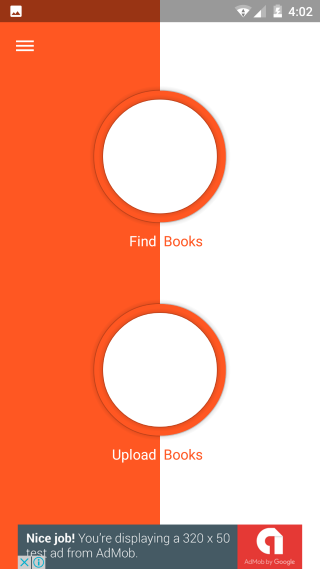 4:02
Find Books
Upload Books
Nice job! You're displaying a 320 x 50
test ad from AdMob.
AdMob by Google